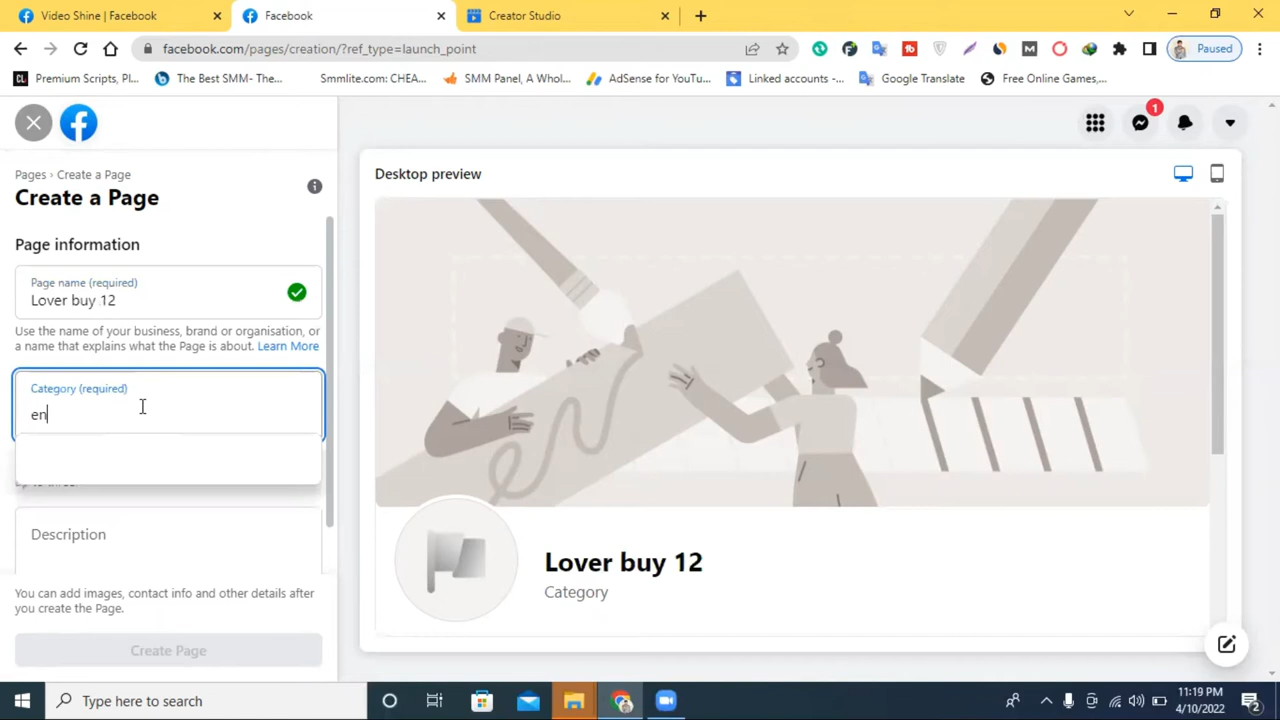 Video Shine | Facebook
Facebook
Creator Studio
facebook.com/pages/creation/?ref_type=launch_point
Paused
Premium Scripts, Pl...
The Best SMM- The...
Smmlite.com: CHEA...
SMM Panel, A Whol...
AdSense for YouTu...
Linked accounts -...
Google Translate
Free Online Games,...
1
Pages › Create a Page
Create a Page
Page information
Page name (required)
Lover buy 12
Use the name of your business, brand or organisation, or
a name that explains what the Page is about. Learn More
Category (required)
en
Description
You can add images, contact info and other details after
you create the Page.
Create Page
Desktop preview
Lover buy 12
Category
Type here to search
11:19 PM
4/10/2022
2